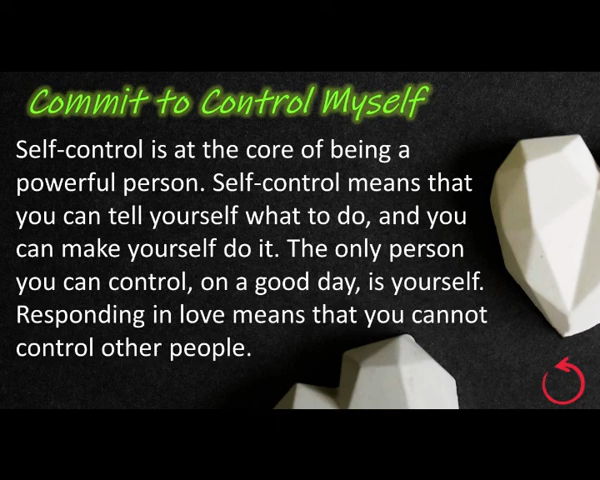 Commit to Control Myself
Self-control is at the core of being a
powerful person. Self-control means that
you can tell yourself what to do, and you
can make yourself do it. The only person
you can control, on a good day, is yourself.
Responding in love means that you cannot
control other people.